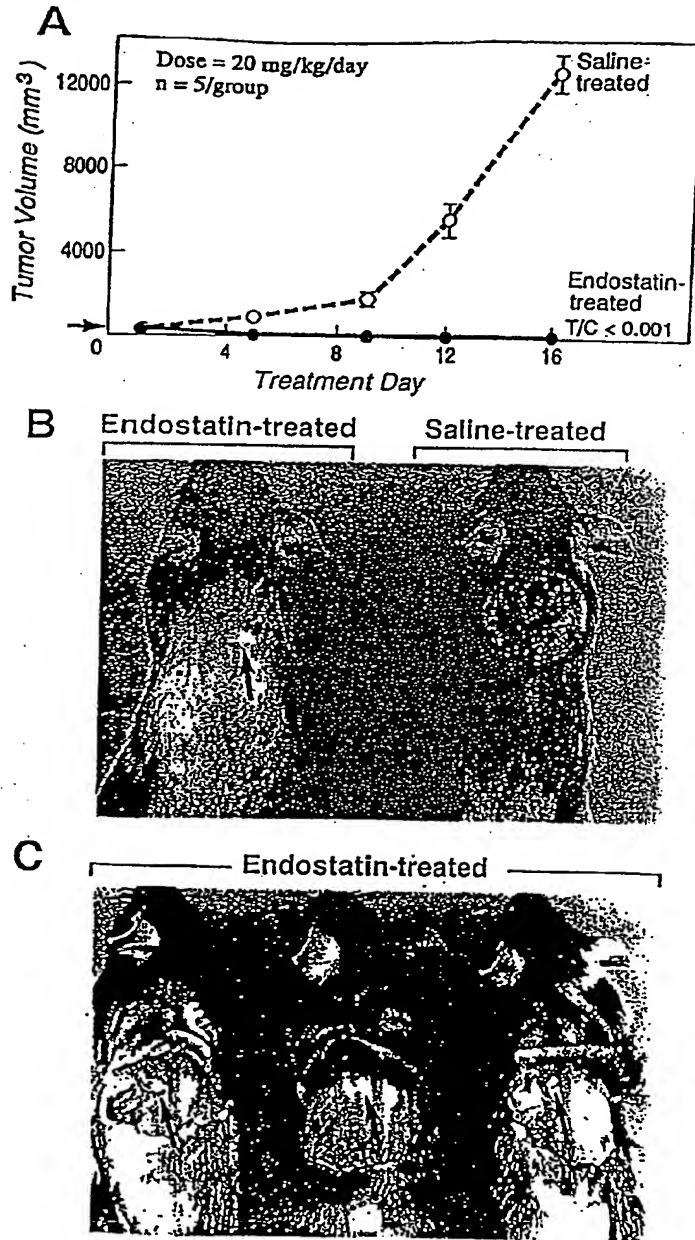 A
Dose = 20 mg/kg/day
n = 5/group
Saline-
treated
12000
8000
4000
Tumor Volume (mm³)
Endostatin-
treated
T/C < 0.001
0
4
8
12
16
Treatment Day
B
Endostatin-treated
Saline-treated
C
Endostatin-treated